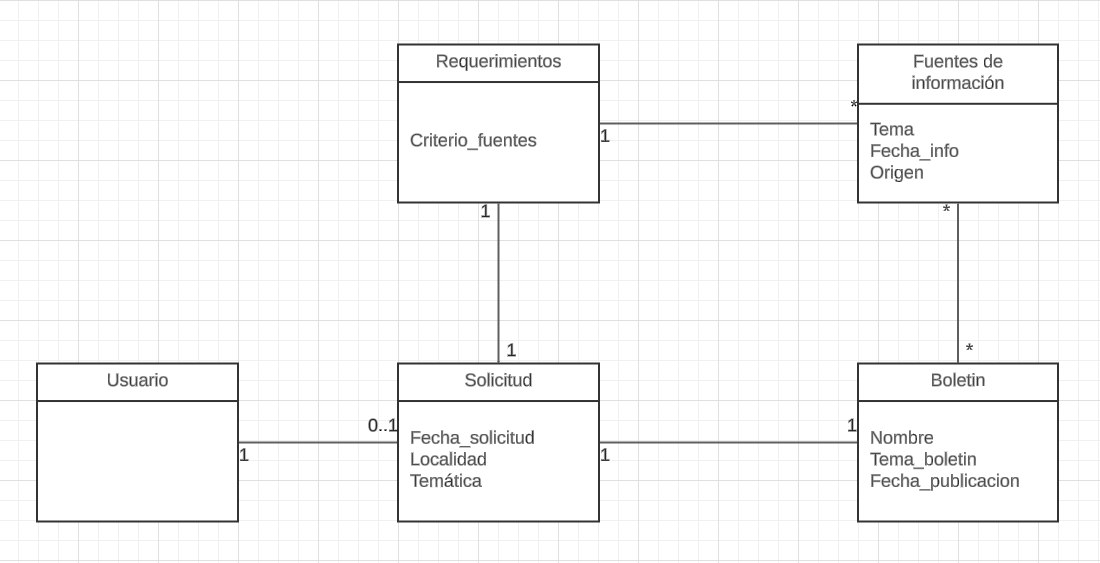 Requerimientos
Criterio_fuentes
1
1
*
Fuentes de
información
Tema
Fecha_info
Origen
*
*
1
Usuario
1
0..1
Solicitud
Fecha_solicitud
Localidad
Temática
1
1
Boletin
Nombre
Tema_boletin
Fecha_publicacion